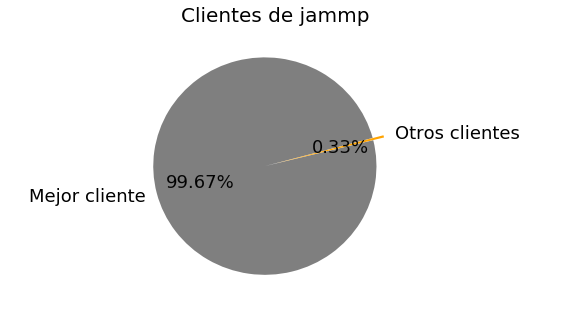 Clientes de jammp
Otros clientes
0.33%
99.67%
Mejor cliente